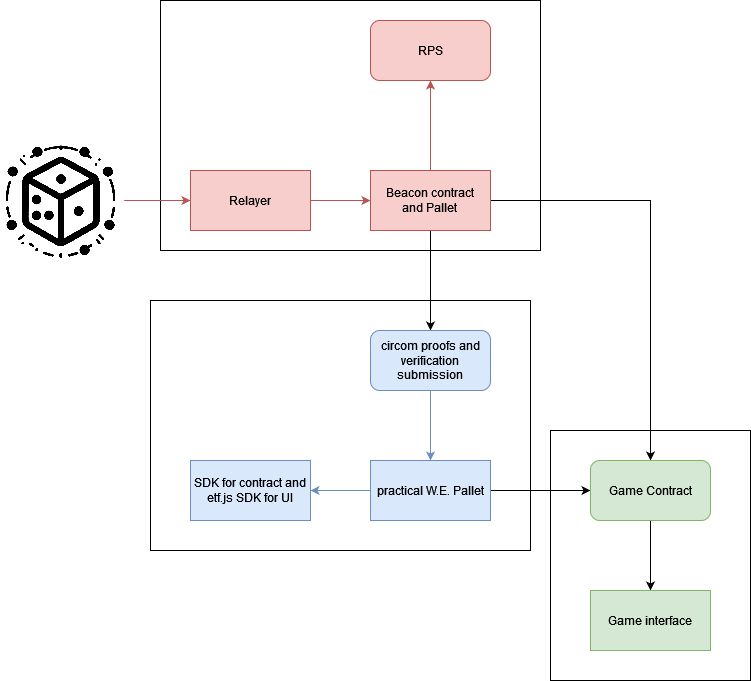 RPS
Relayer
Beacon contract
and Pallet
circom proofs and
verification
submission
SDK for contract and
etf.js SDK for UI
practical W.E. Pallet
Game Contract
Game interface